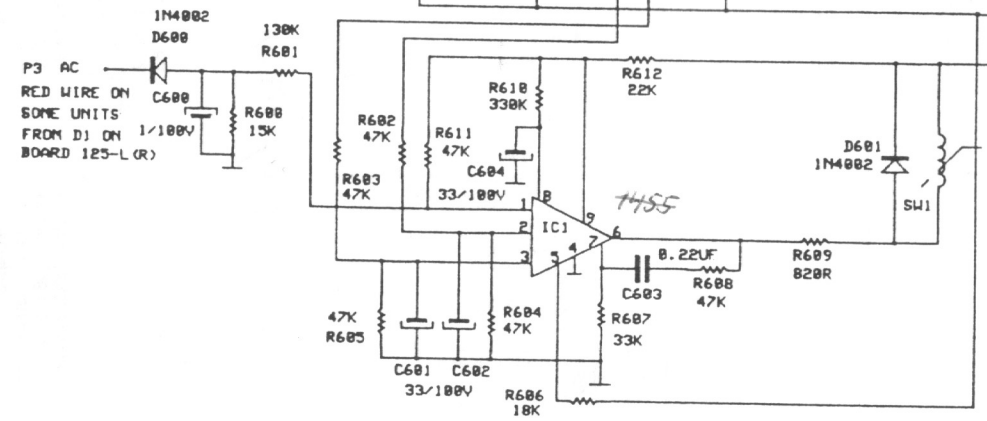 1N4002
D600
130K
R601
P3 AC
RED WIRE ON
SOME UNITS
FROM D1 ON
BOARD 125-L(R)
C600
1/100V
R600
15K
R602
47K
R603
47K
R611
47K
R610
330K
C604
33/100V
R612
22K
D601
1N4002
SW1
1455
IC1
1
2
3
8
9
6
7
4
5
0.22UF
C603
R608
47K
R609
820R
R607
33K
47K
R605
R604
47K
C601
C602
33/100V
R606
18K